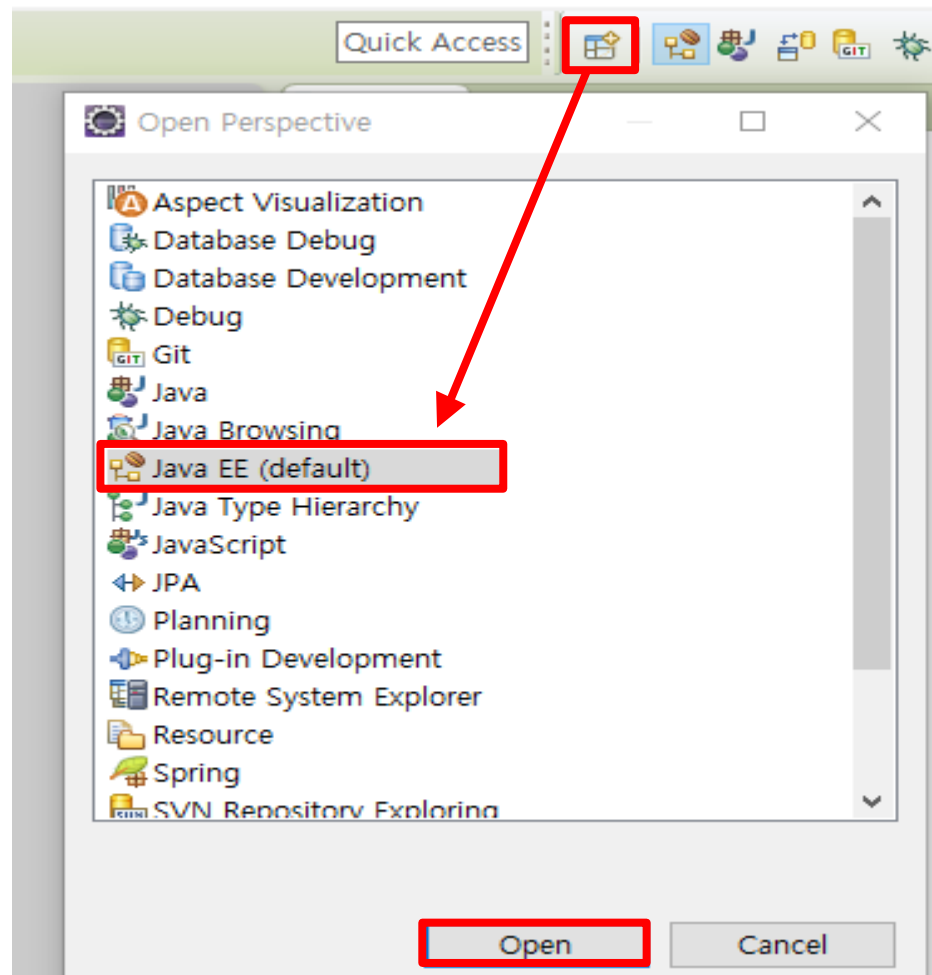 Quick Access
GIT
Open Perspective
Aspect Visualization
Database Debug
Database Development
Debug
GIT Git
Java
Java Browsing
Java EE (default)
Java Type Hierarchy
JavaScript
JPA
Planning
Plug-in Development
Remote System Explorer
Resource
Spring
SVN Repository Exploring
Open Cancel